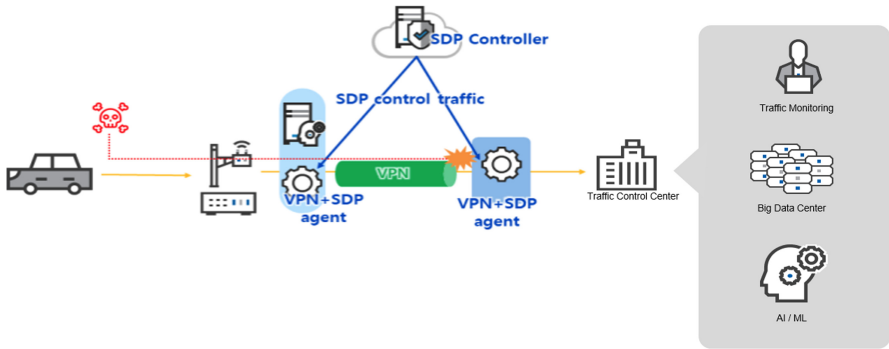 SDP Controller
SDP control traffic
VPN
VPN+SDP
agent
VPN+SDP
agent
Traffic Control Center
Traffic Monitoring
Big Data Center
AI / ML